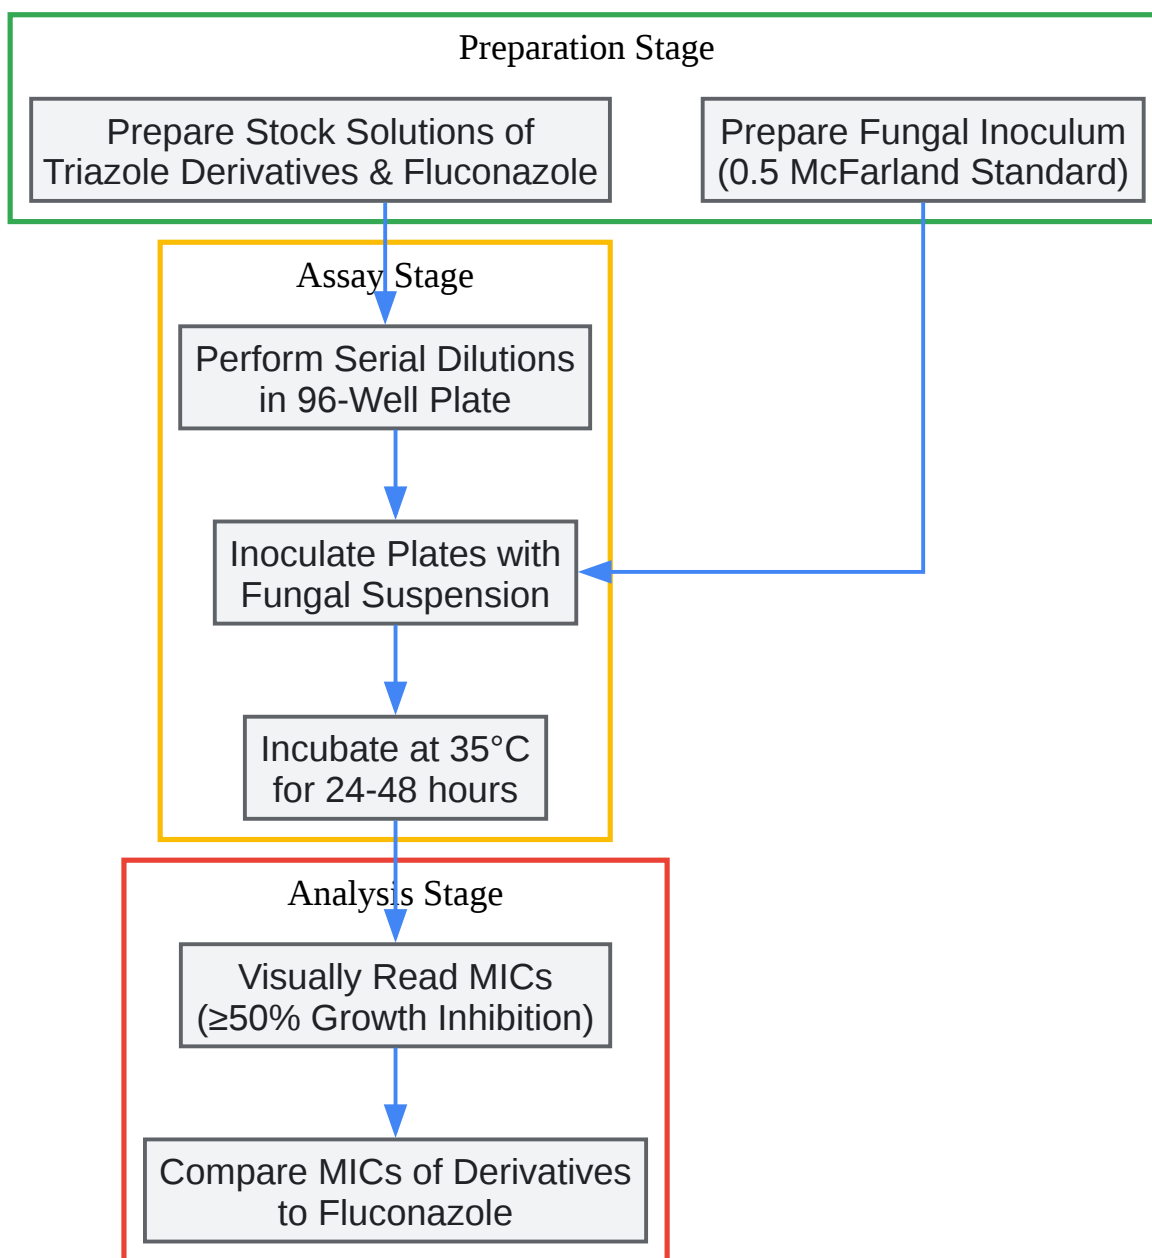 Preparation Stage
Prepare Stock Solutions of
Triazole Derivatives & Fluconazole
Prepare Fungal Inoculum
(0.5 McFarland Standard)
Assay Stage
Perform Serial Dilutions
in 96-Well Plate
Inoculate Plates with
Fungal Suspension
Incubate at 35°C
for 24-48 hours
Analysis Stage
Visually Read MICs
(≥50% Growth Inhibition)
Compare MICs of Derivatives
to Fluconazole